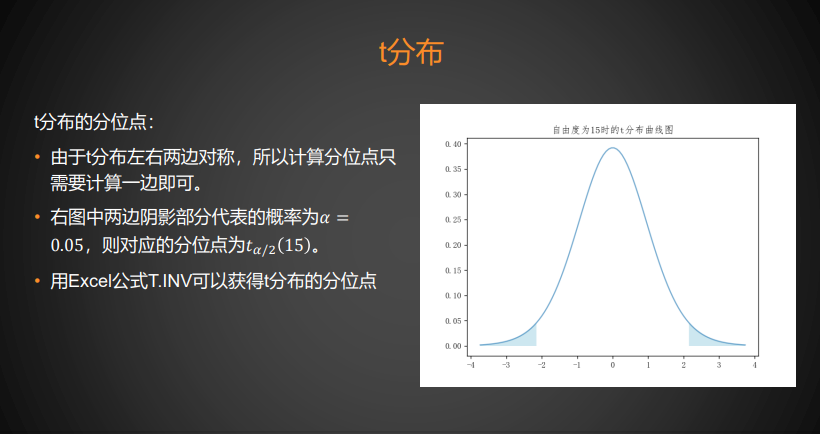 t分布
t分布的分位点：
• 由于t分布左右两边对称，所以计算分位点只
需要计算一边即可。
• 右图中两边阴影部分代表的概率为α =
0.05，则对应的分位点为t_{α/2}(15)。
• 用Excel公式T.INV可以获得t分布的分位点
自由度为15时的t分布曲线图
0.40
0.35
0.30
0.25
0.20
0.15
0.10
0.05
0.00
-4 -3 -2 -1 0 1 2 3 4